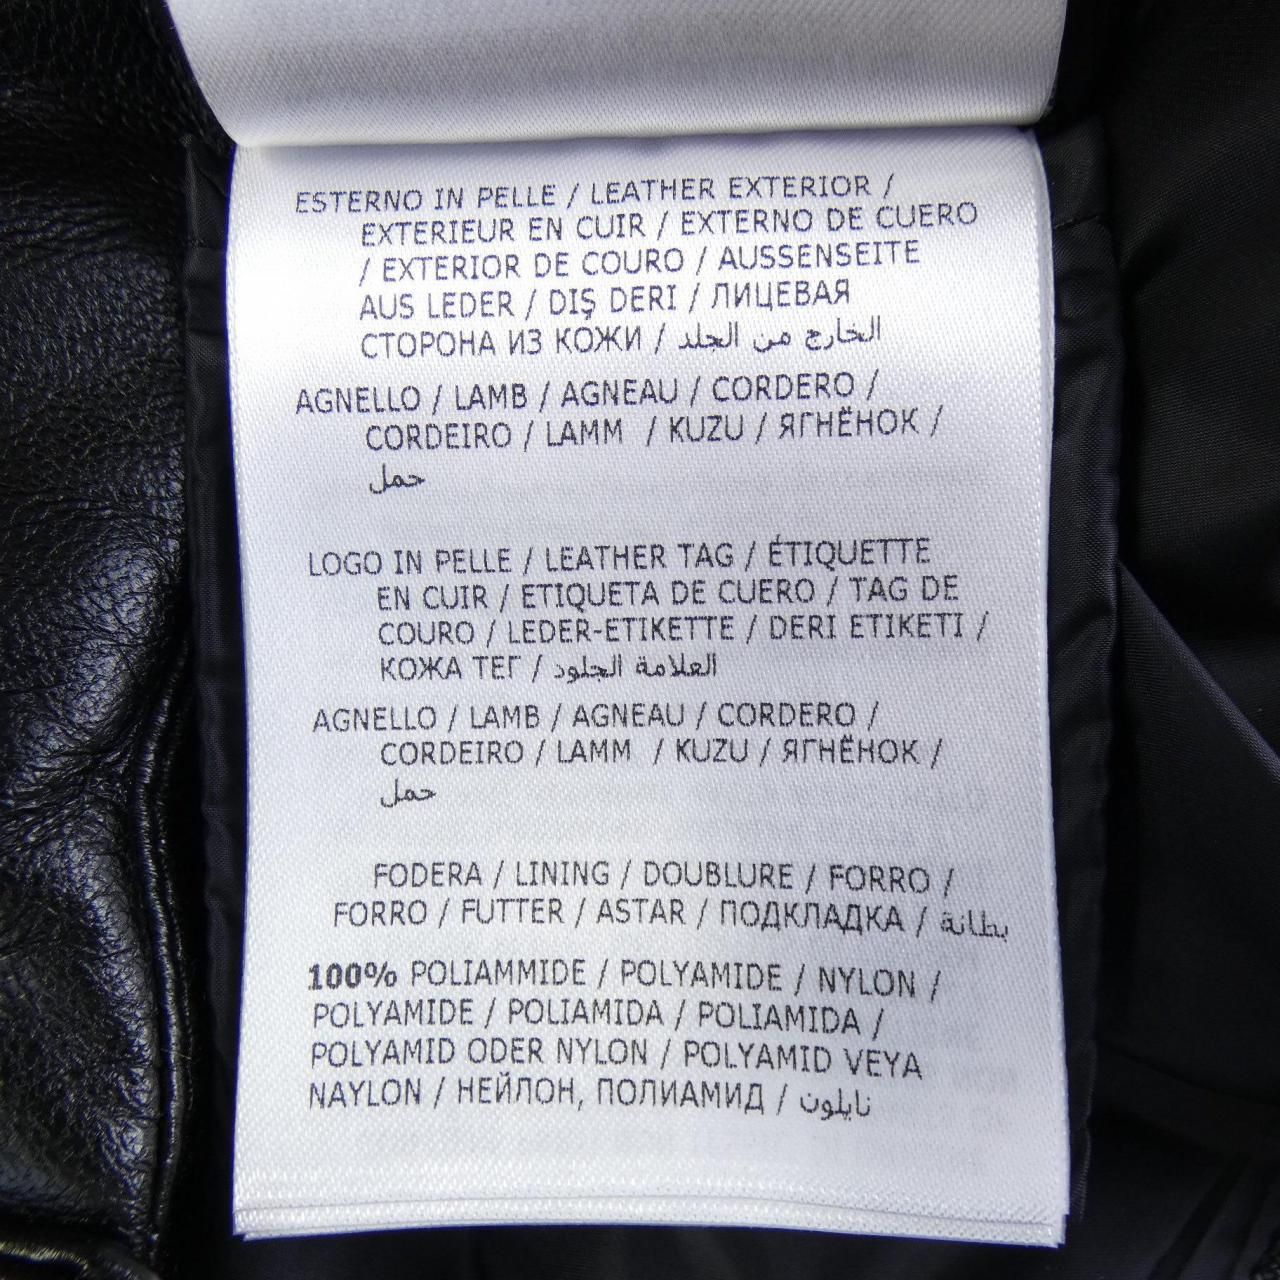 ESTERNO IN PELLE / LEATHER EXTERIOR /
EXTERIEUR EN CUIR / EXTERNO DE CUERO
/ EXTERIOR DE COURO / AUSSENSEITE
AUS LEDER / DIŞ DERI / ЛИЦЕВАЯ
СТОРОНА ИЗ КОЖИ / الخارج من الجلد
AGNELLO / LAMB / AGNEAU / CORDERO /
CORDEIRO / LAMM / KUZU / ЯГНЁНОК /
حمل
LOGO IN PELLE / LEATHER TAG / ÉTIQUETTE
EN CUIR / ETIQUETA DE CUERO / TAG DE
COURO / LEDER-ETIKETTE / DERI ETIKETI /
КОЖА ТЕГ / العلامة الجلود
AGNELLO / LAMB / AGNEAU / CORDERO /
CORDEIRO / LAMM / KUZU / ЯГНЁНОК /
حمل
FODERA / LINING / DOUBLURE / FORRO /
FORRO / FUTTER / ASTAR / ПОДКЛАДКА / بطانة
100% POLIAMMIDE / POLYAMIDE / NYLON /
POLYAMIDE / POLIAMIDA / POLIAMIDA /
POLYAMID ODER NYLON / POLYAMID VEYA
NAYLON / НЕЙЛОН, ПОЛИАМИД / نايلون